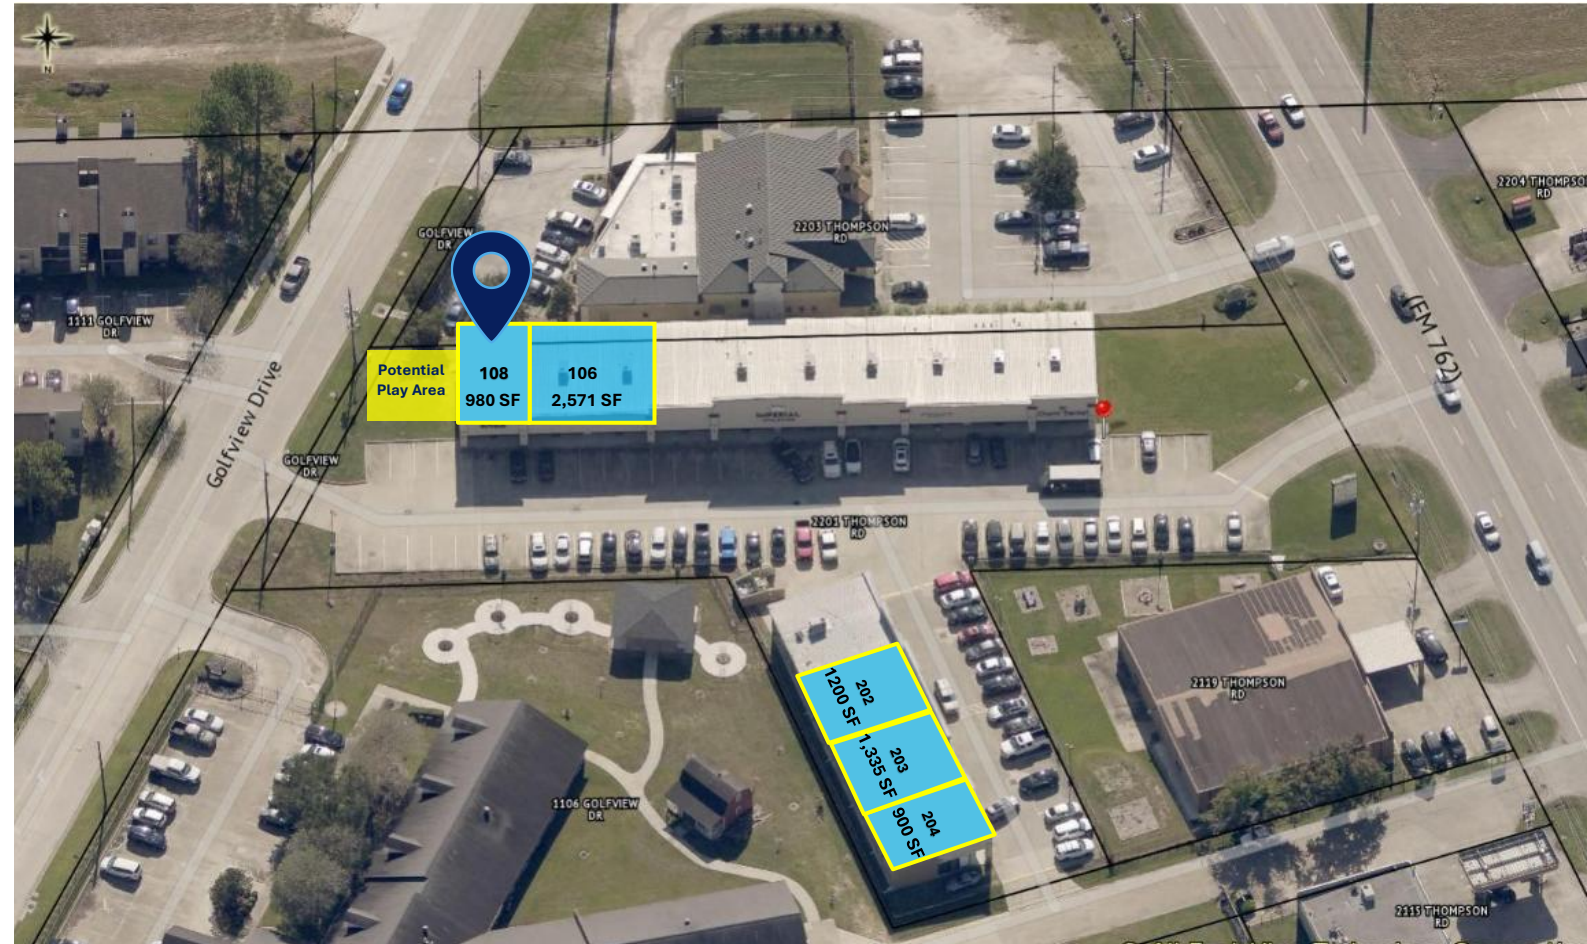 N
2204 THOMPSON
RD
GOLFVIEW
DR
2203 THOMPSON
RD
1111 GOLFVIEW
DR
(FM 762)
Potential
Play Area
108
980 SF
106
2,571 SF
IMPERIAL
Golfview Drive
GOLFVIEW
DR
2201 THOMPSON
RD
202
1200 SF
2119 THOMPSON
RD
203
1,335 SF
1106 GOLFVIEW
DR
204
900 SF
2115 THOMPSON
RD